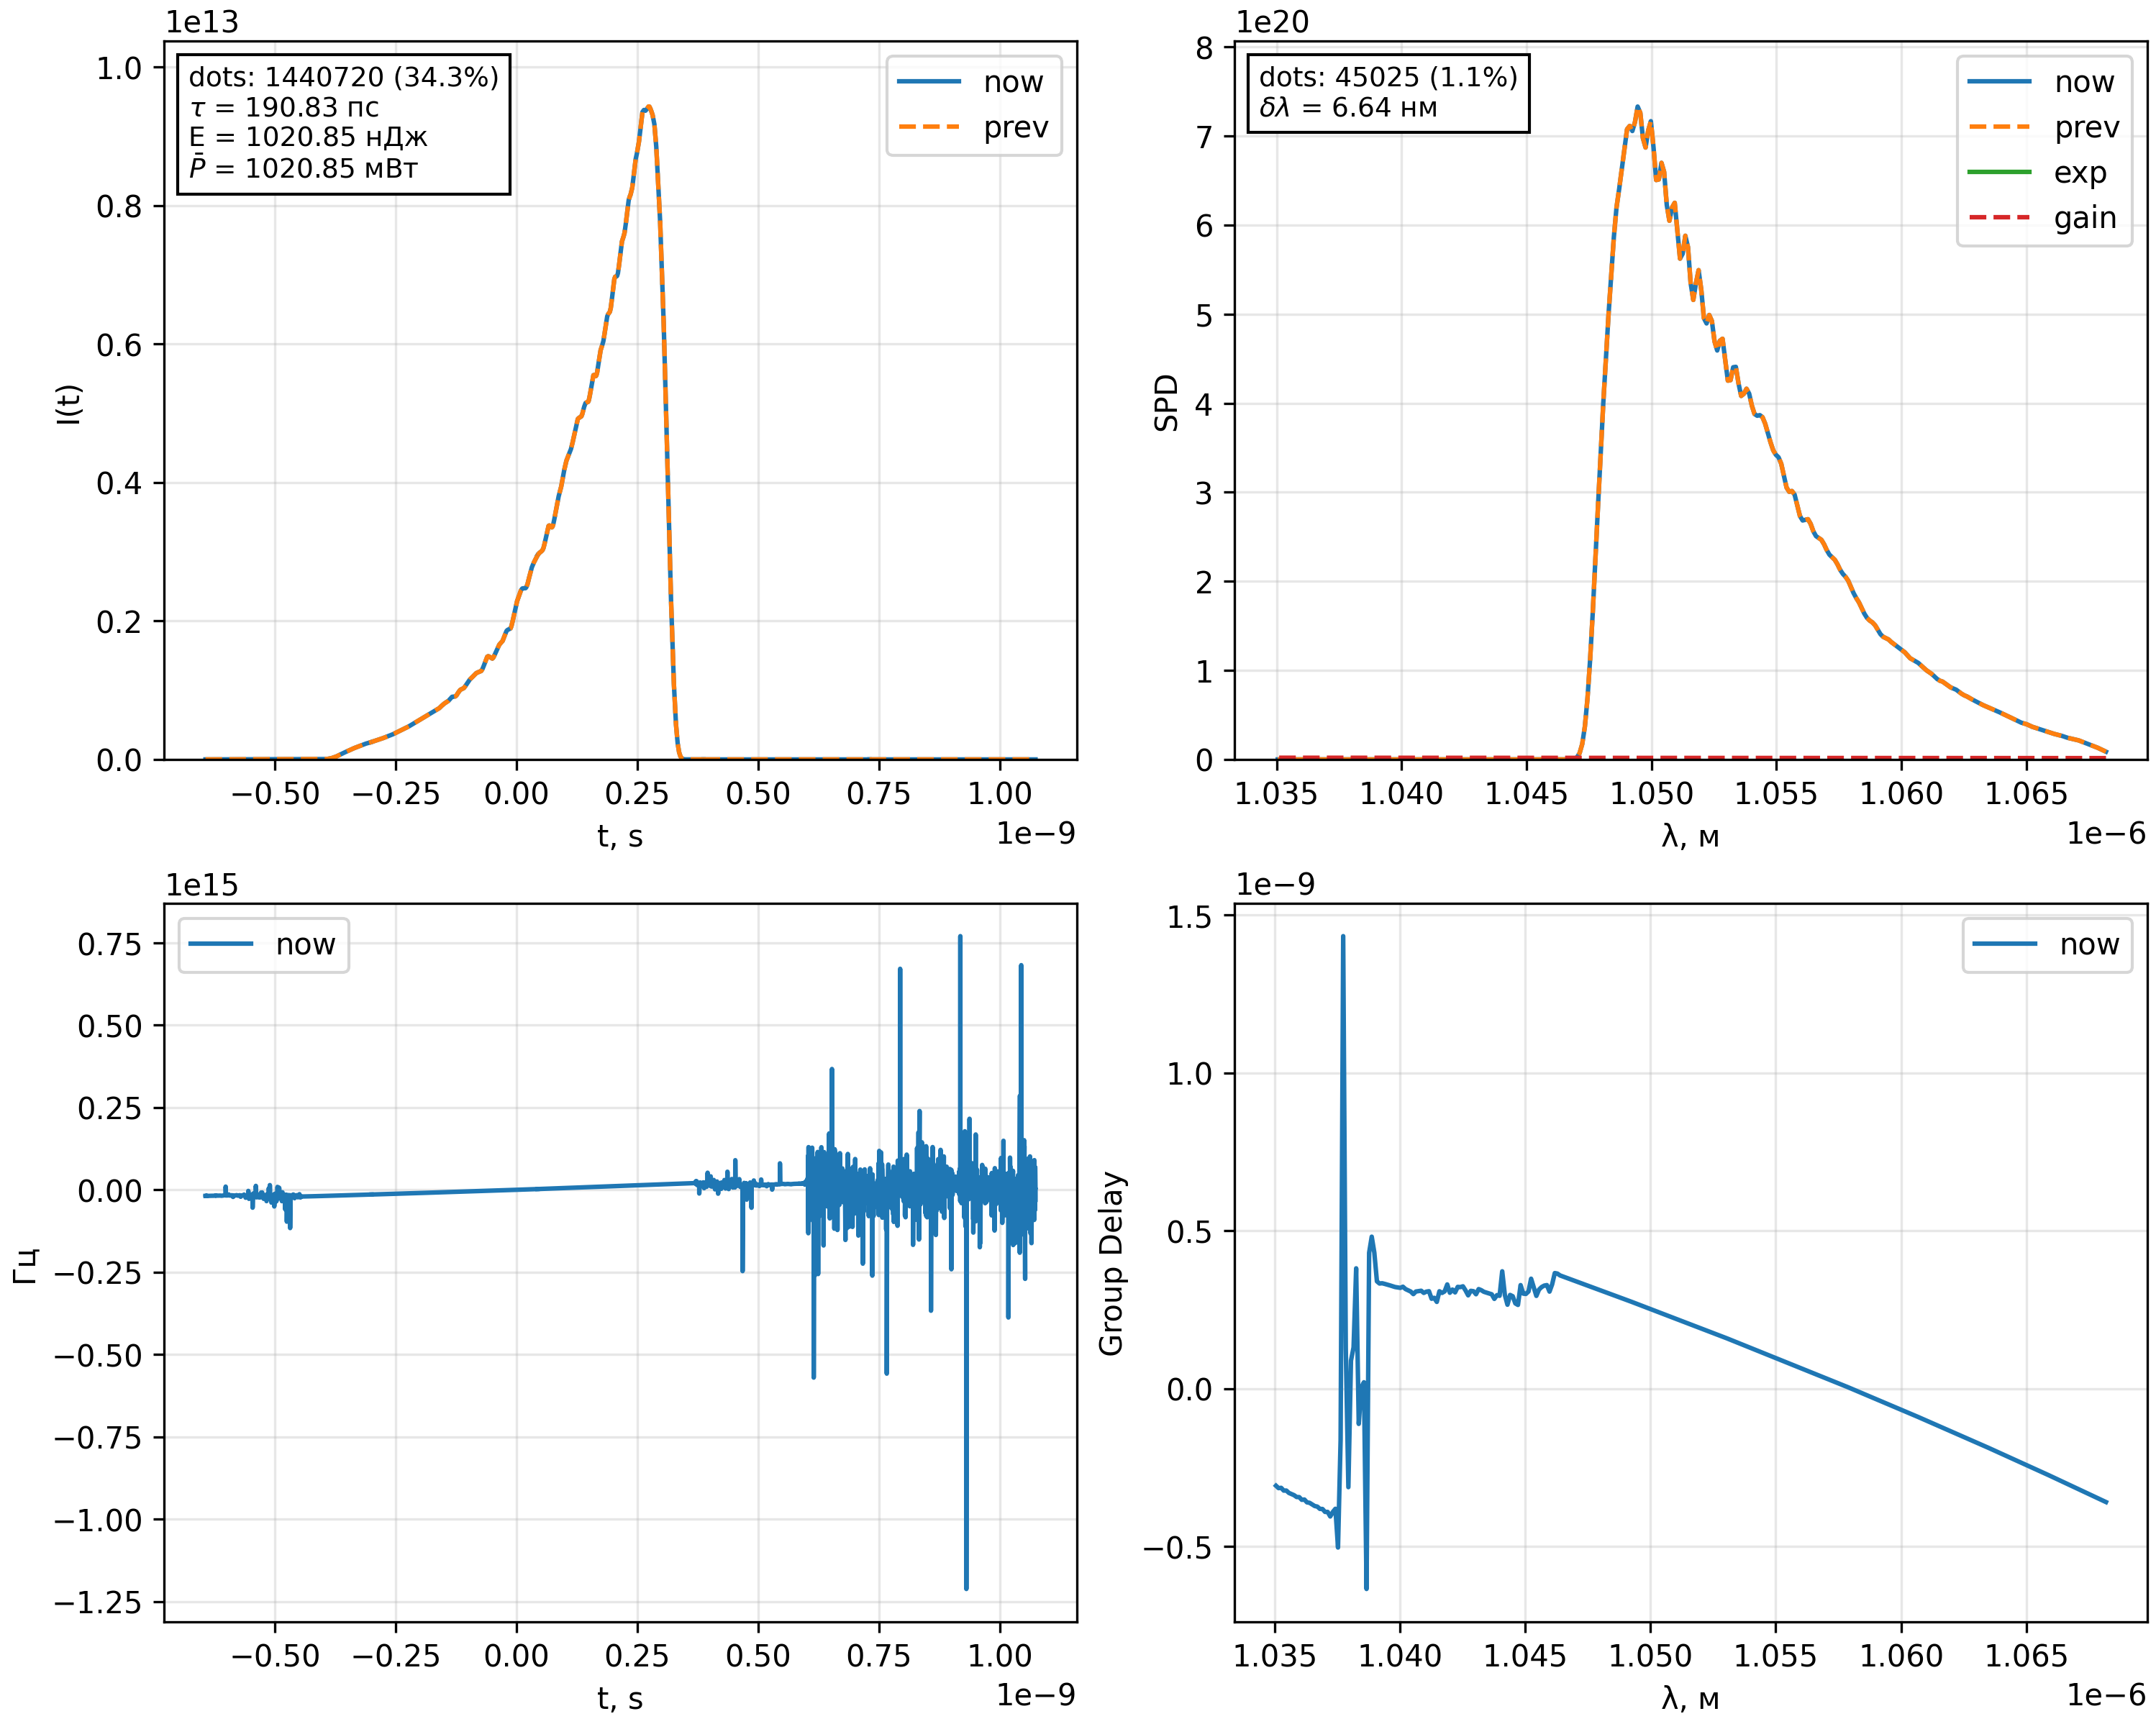 1e13
I(t)
1.0
0.8
0.6
0.4
0.2
0.0
dots: 1440720 (34.3%)
τ = 190.83 пс
E = 1020.85 нДж
P̄ = 1020.85 мВт
now
prev
−0.50 −0.25 0.00 0.25 0.50 0.75 1.00
t, s
1e−9
1e20
SPD
8
7
6
5
4
3
2
1
0
dots: 45025 (1.1%)
δλ = 6.64 нм
now
prev
exp
gain
1.035 1.040 1.045 1.050 1.055 1.060 1.065
λ, м
1e−6
1e15
Гц
0.75
0.50
0.25
0.00
−0.25
−0.50
−0.75
−1.00
−1.25
now
−0.50 −0.25 0.00 0.25 0.50 0.75 1.00
t, s
1e−9
1e−9
Group Delay
1.5
1.0
0.5
0.0
−0.5
now
1.035 1.040 1.045 1.050 1.055 1.060 1.065
λ, м
1e−6